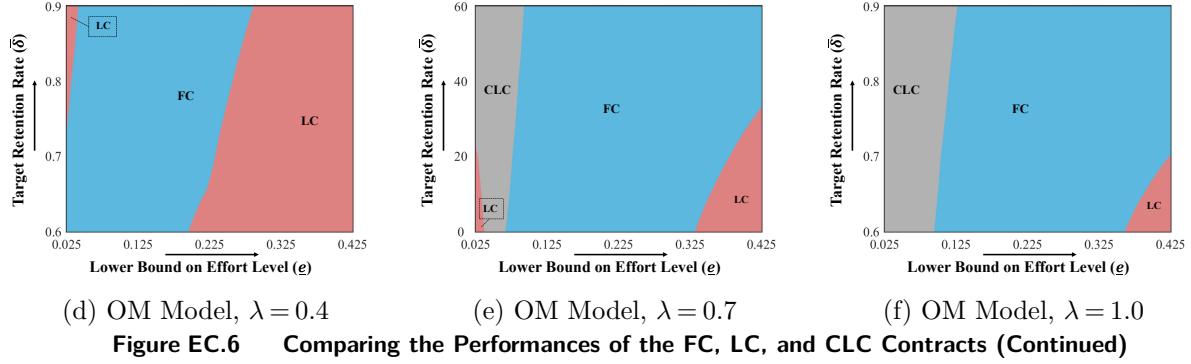 Target Retention Rate (δ̄)
0.9
0.8
0.7
0.6
LC
FC
LC
0.025 0.125 0.225 0.325 0.425
Lower Bound on Effort Level (e̲)
(d) OM Model, λ = 0.4
Target Retention Rate (δ̄)
60
40
20
0
CLC
FC
LC
LC
0.025 0.125 0.225 0.325 0.425
Lower Bound on Effort Level (e̲)
(e) OM Model, λ = 0.7
Target Retention Rate (δ̄)
0.9
0.8
0.7
0.6
CLC
FC
LC
0.025 0.125 0.225 0.325 0.425
Lower Bound on Effort Level (e̲)
(f) OM Model, λ = 1.0
Figure EC.6 Comparing the Performances of the FC, LC, and CLC Contracts (Continued)